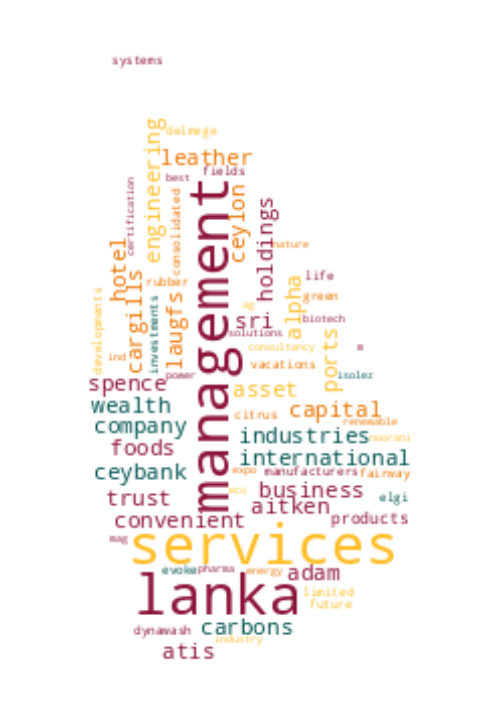 systems
engineering
delmege
leather
best
fields
certification
consolidated
management
ceylon
holdings
nature
hotel
cargills
rubber
life
green
developments
investments
laugfs
ag
alpha
sri
biotech
solutions
ports
consultancy
m
ind
vacations
power
isolez
spence
asset
wealth
citrus
capital
renewable
company
industries
noorani
foods
international
ceybank
expo
manufacturers
fairway
trust
eco
business
elgi
aitken
convenient
products
mag
services
evoke
pharma
energy
adam
lanka
limited
future
dynawash
carbons
industry
atis